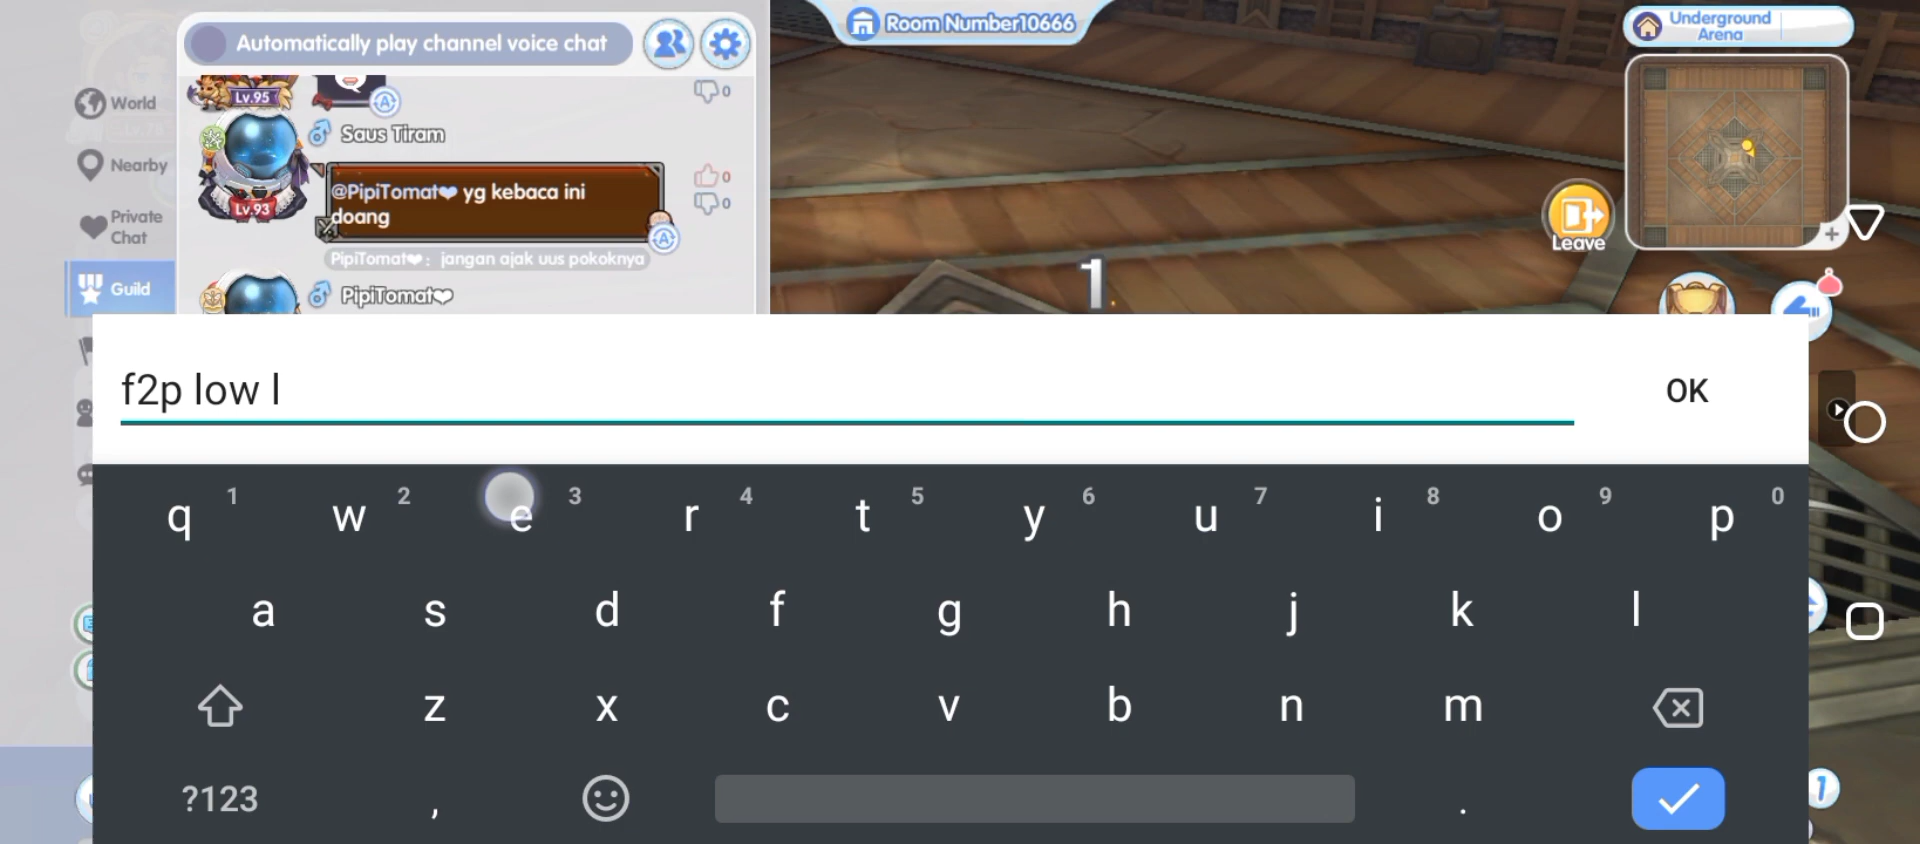 Room Number10666
Underground
Arena
Automatically play channel voice chat
World
Nearby
Private
Chat
Guild
Lv.95
0
Saus Tiram
@PipiTomat❤ yg kebaca ini
doang
0
0
Lv.93
PipiTomat❤ : jangan ajak uus pokoknya
PipiTomat❤
Leave
1
f2p low l
OK
q 1 w 2 e 3 r 4 t 5 y 6 u 7 i 8 o 9 p 0
a s d f g h j k l
z x c v b n m
?123 , .
1